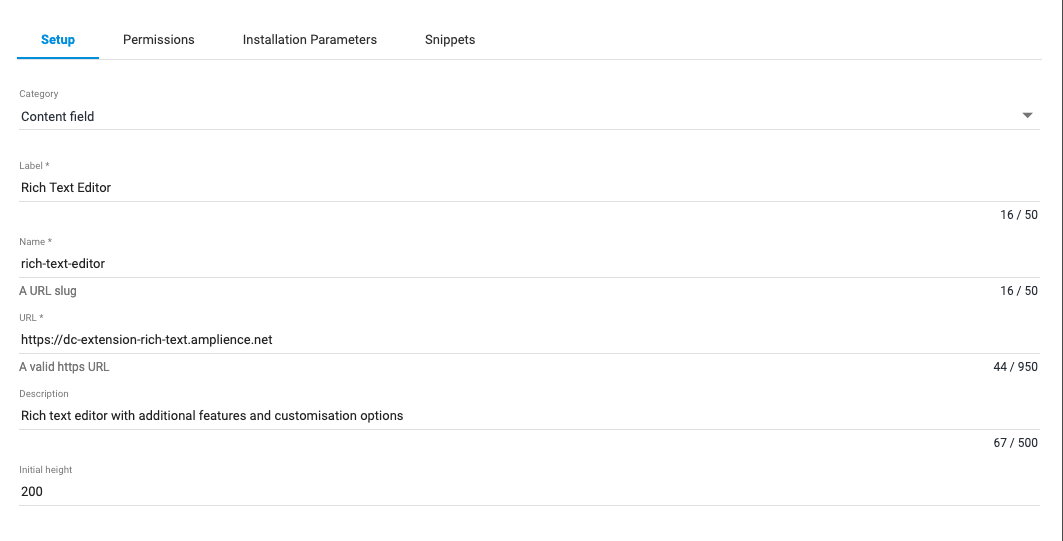 Setup Permissions Installation Parameters Snippets
Category
Content field
Label *
Rich Text Editor
16 / 50
Name *
rich-text-editor
A URL slug 16 / 50
URL *
https://dc-extension-rich-text.amplience.net
A valid https URL 44 / 950
Description
Rich text editor with additional features and customisation options
67 / 500
Initial height
200